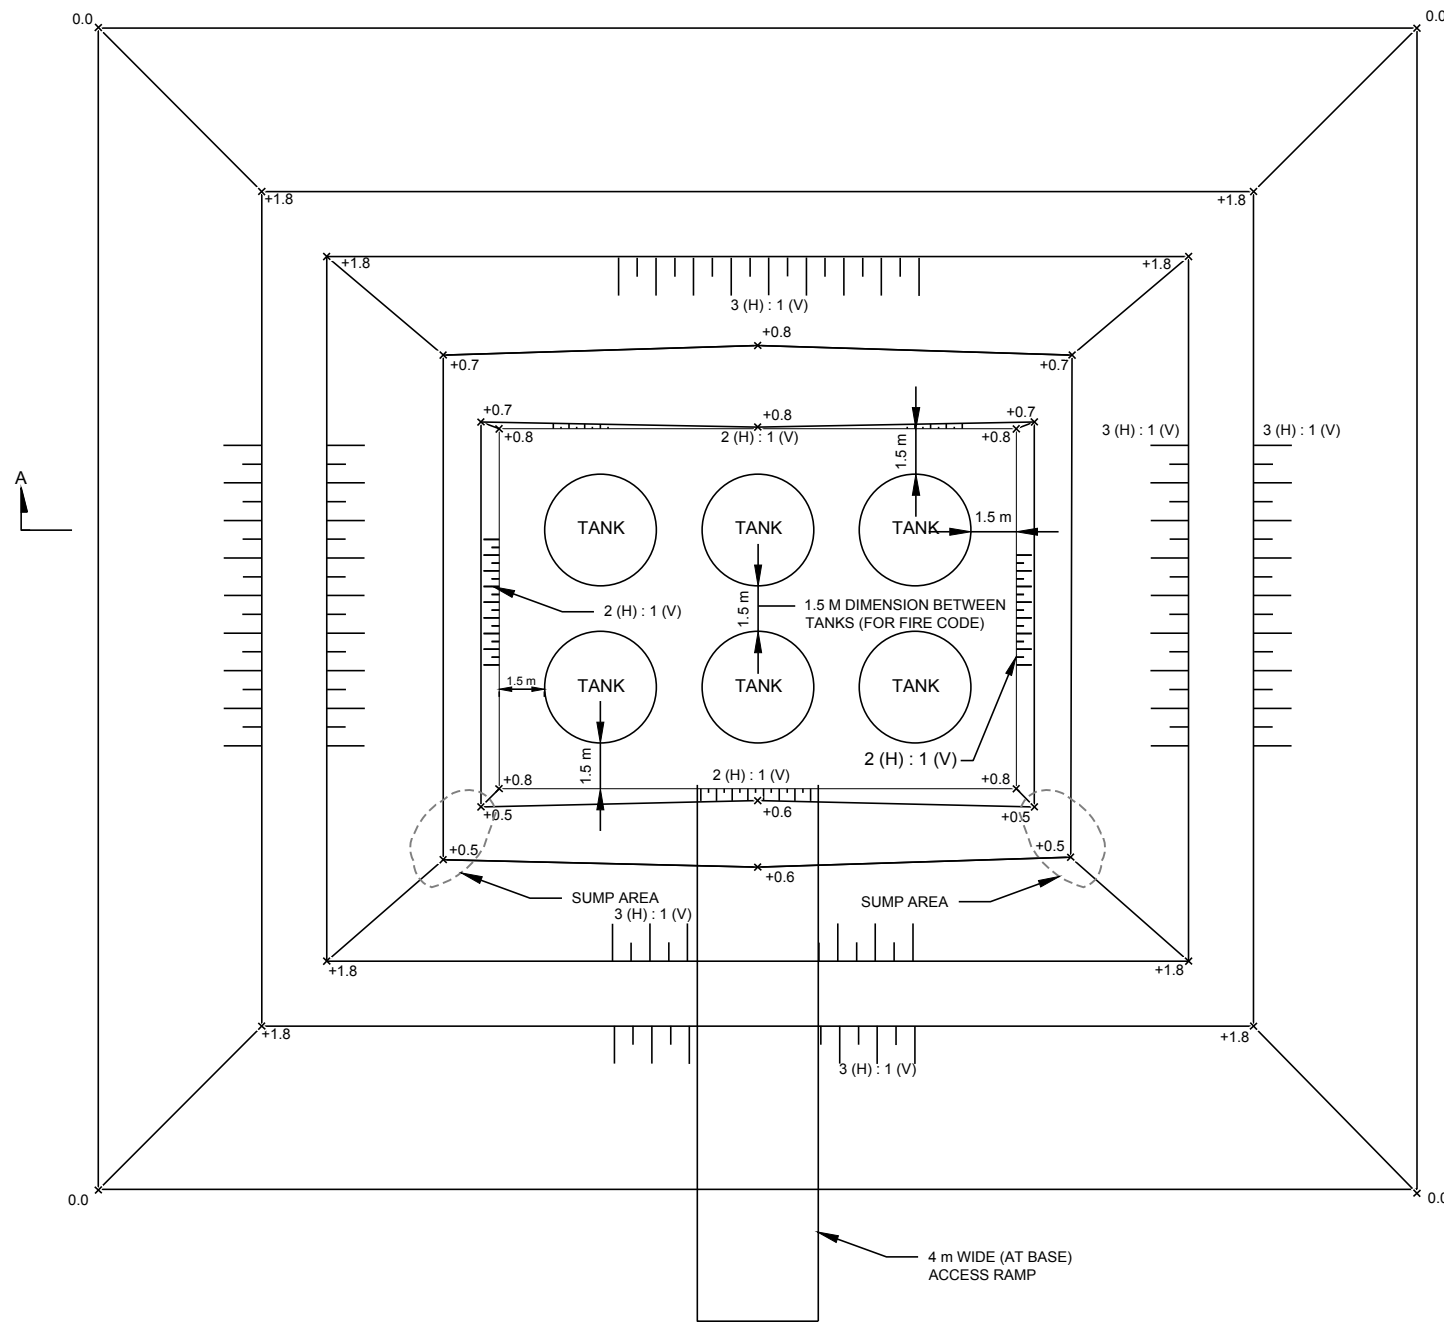 0.0
0.0
+1.8
+1.8
+1.8
+1.8
3 (H) : 1 (V)
+0.8
+0.7
+0.7
+0.7
+0.8
+0.7
+0.8
2 (H) : 1 (V)
+0.8
3 (H) : 1 (V)
3 (H) : 1 (V)
1.5 m
A
TANK
TANK
TANK
1.5 m
1.5 m
2 (H) : 1 (V)
1.5 M DIMENSION BETWEEN
TANKS (FOR FIRE CODE)
1.5 m
TANK
TANK
TANK
1.5 m
2 (H) : 1 (V)
+0.8
2 (H) : 1 (V)
+0.8
+0.5
+0.6
+0.5
+0.5
+0.5
+0.6
SUMP AREA
SUMP AREA
3 (H) : 1 (V)
+1.8
+1.8
+1.8
+1.8
3 (H) : 1 (V)
0.0
0.0
4 m WIDE (AT BASE)
ACCESS RAMP